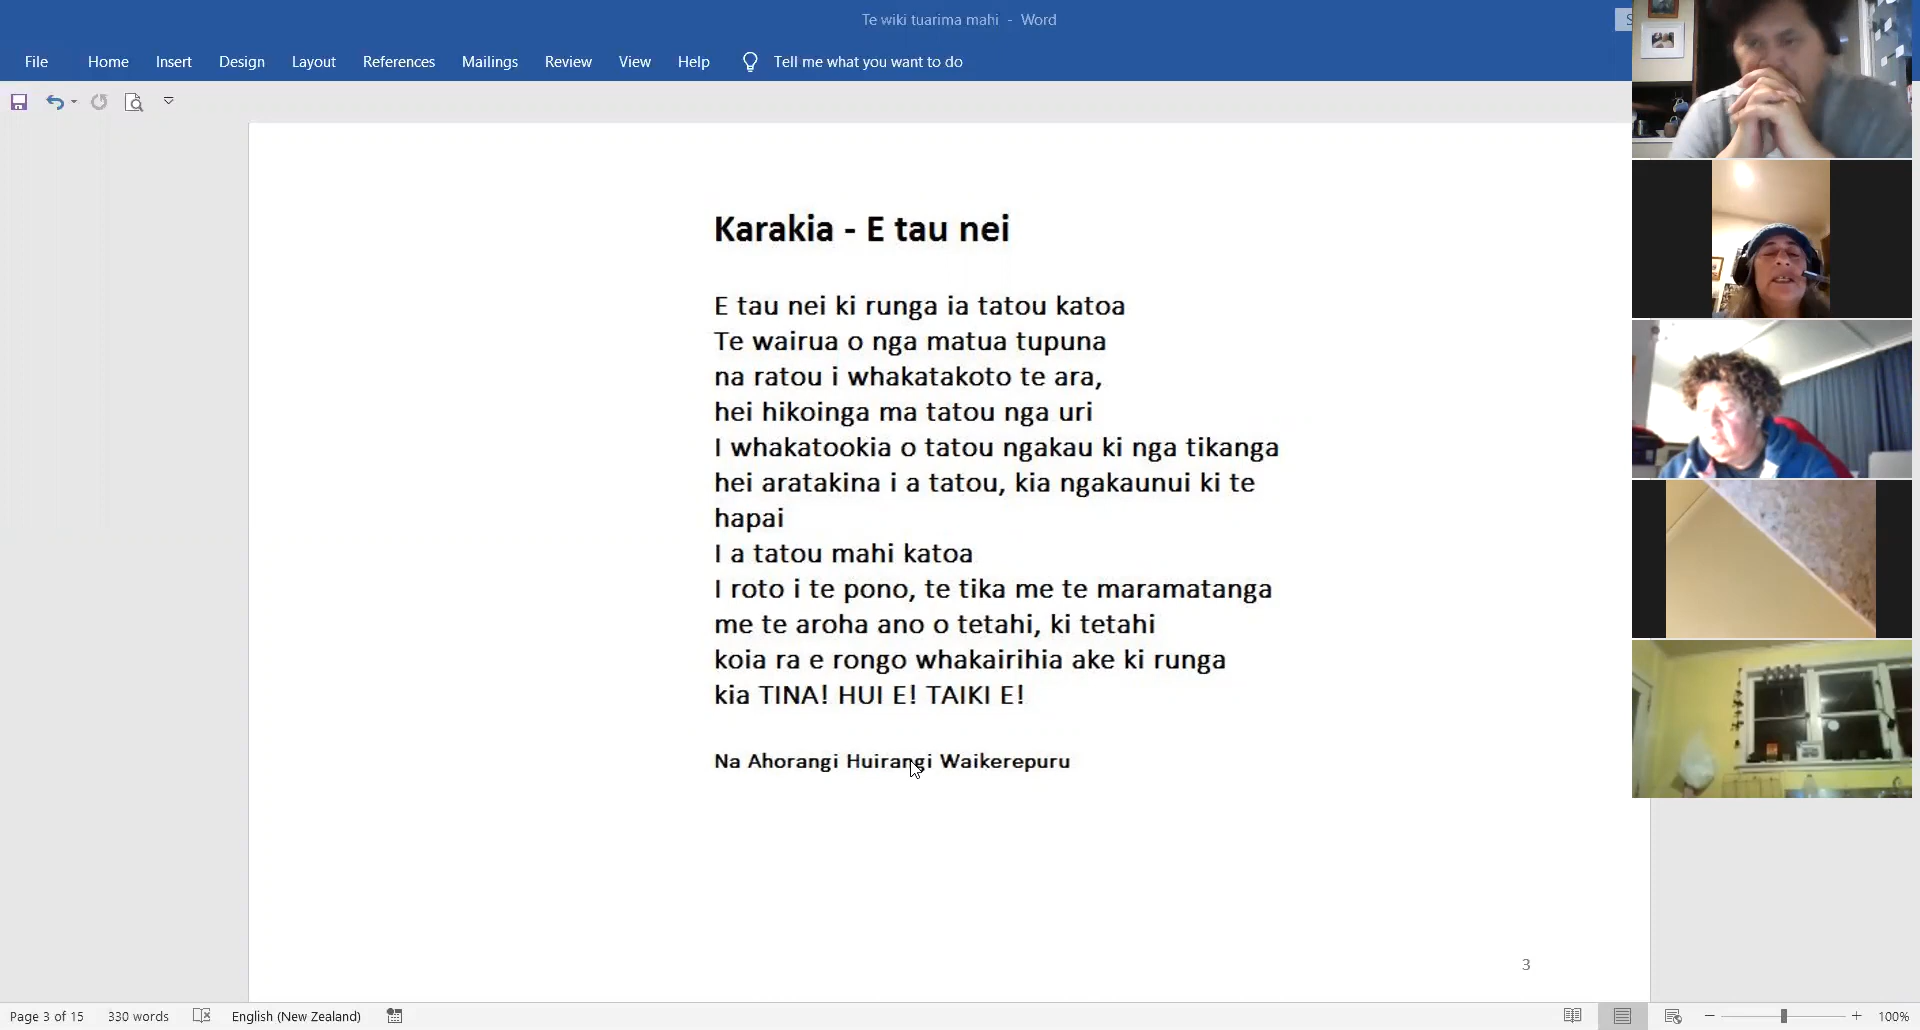 Te wiki tuarima mahi - Word
File Home Insert Design Layout References Mailings Review View Help Tell me what you want to do
Karakia - E tau nei
E tau nei ki runga ia tatou katoa
Te wairua o nga matua tupuna
na ratou i whakatakoto te ara,
hei hikoinga ma tatou nga uri
I whakatookia o tatou ngakau ki nga tikanga
hei aratakina i a tatou, kia ngakaunui ki te
hapai
I a tatou mahi katoa
I roto i te pono, te tika me te maramatanga
me te aroha ano o tetahi, ki tetahi
koia ra e rongo whakairihia ake ki runga
kia TINA! HUI E! TAIKI E!
Na Ahorangi Huirangi Waikerepuru
3
Page 3 of 15 330 words English (New Zealand) 100%